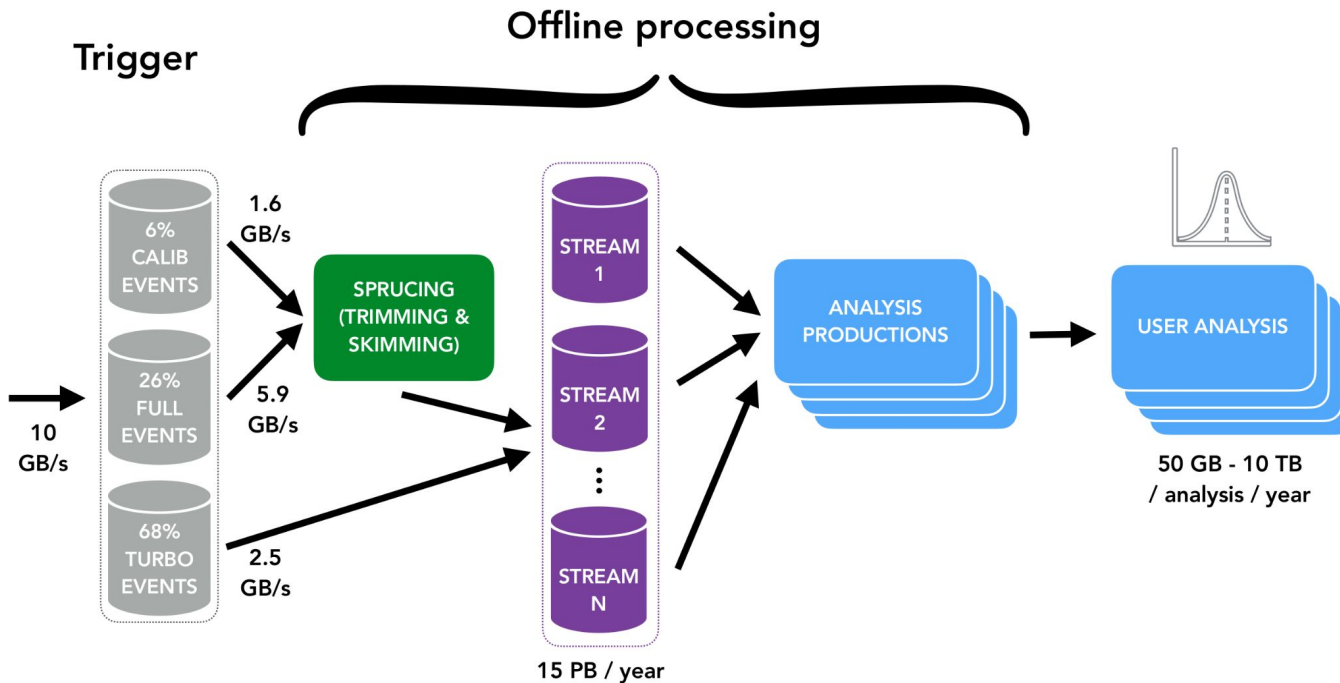 Offline processing
Trigger
10
GB/s
6%
CALIB
EVENTS
26%
FULL
EVENTS
68%
TURBO
EVENTS
1.6
GB/s
5.9
GB/s
2.5
GB/s
SPRUCING
(TRIMMING &
SKIMMING)
STREAM
1
STREAM
2
...
STREAM
N
15 PB / year
ANALYSIS
PRODUCTIONS
USER ANALYSIS
50 GB - 10 TB
/ analysis / year